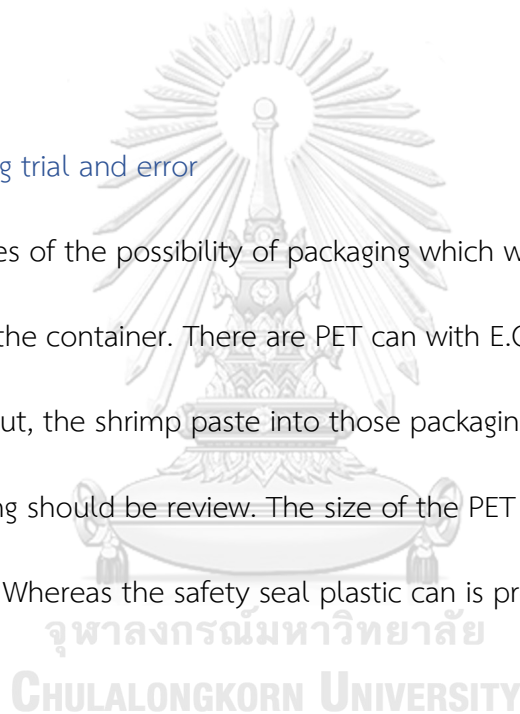 g trial and error
es of the possibility of packaging which w
the container. There are PET can with E.O
ut, the shrimp paste into those packagin
ng should be review. The size of the PET
Whereas the safety seal plastic can is pr
จุฬาลงกรณ์มหาวิทยาลัย
CHULALONGKORN UNIVERSITY